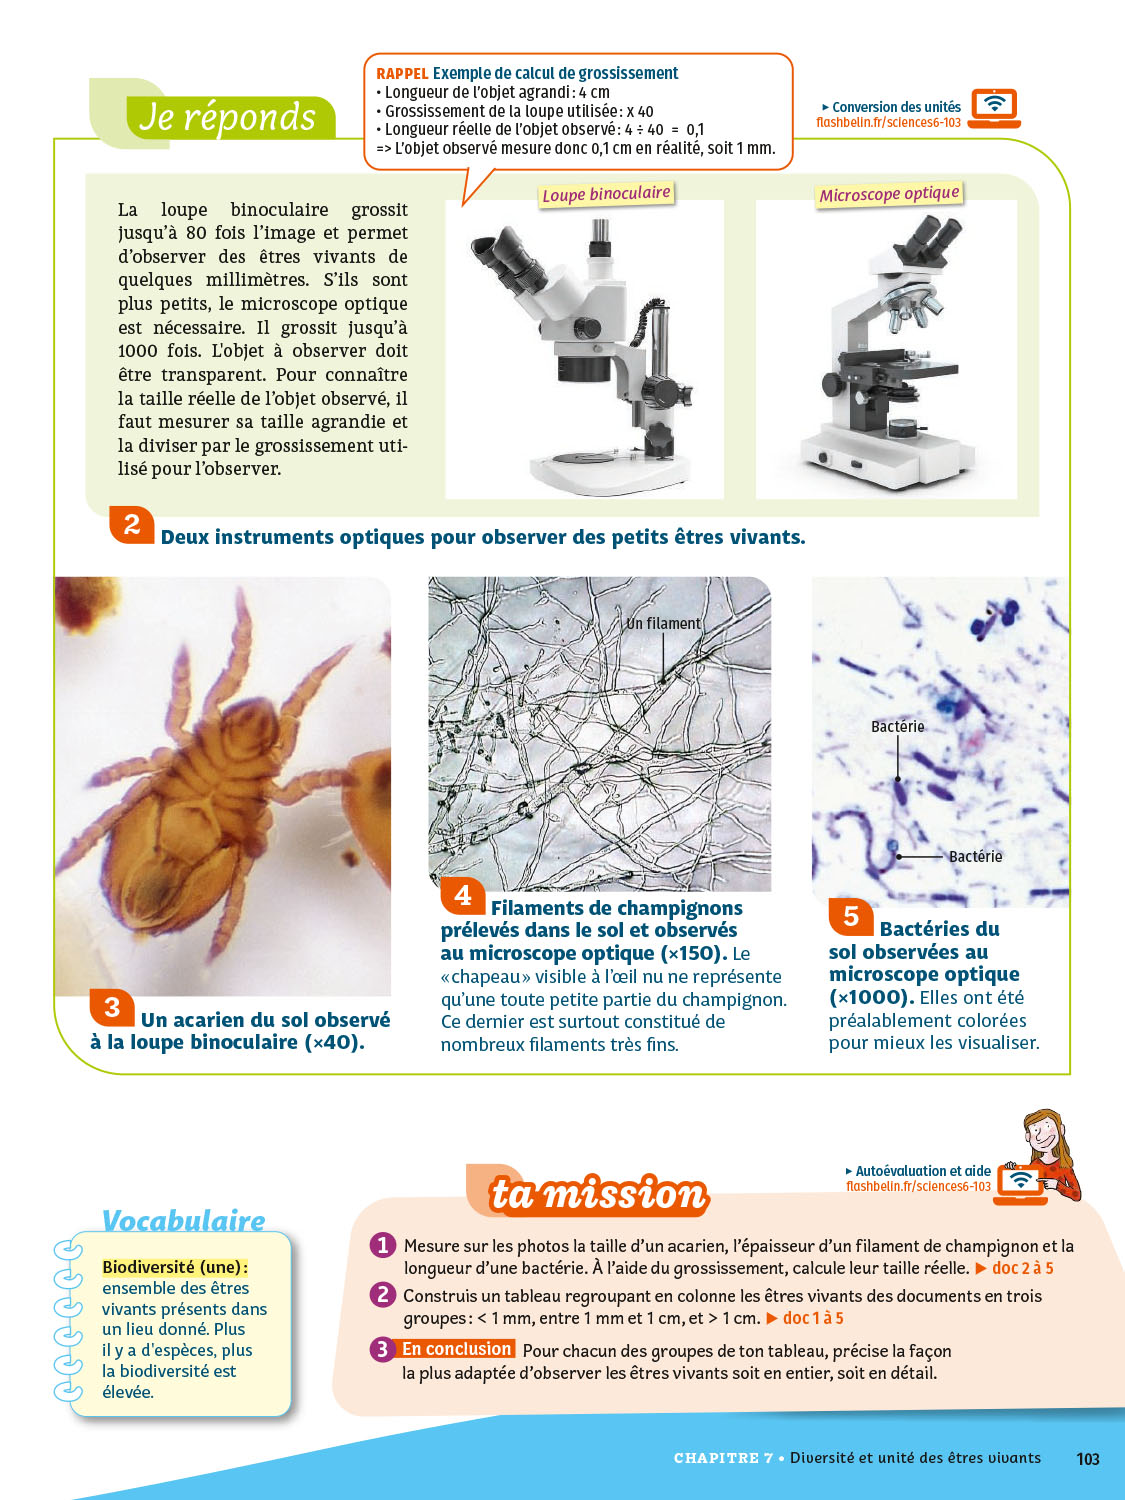 RAPPEL Exemple de calcul de grossissement
• Longueur de l'objet agrandi : 4 cm
• Grossissement de la loupe utilisée : x 40
• Longueur réelle de l'objet observé : 4 ÷ 40 = 0,1
=> L'objet observé mesure donc 0,1 cm en réalité, soit 1 mm.
Je réponds
▸ Conversion des unités
flashbelin.fr/sciences6-103
La loupe binoculaire grossit
jusqu'à 80 fois l'image et permet
d'observer des êtres vivants de
quelques millimètres. S'ils sont
plus petits, le microscope optique
est nécessaire. Il grossit jusqu'à
1000 fois. L'objet à observer doit
être transparent. Pour connaître
la taille réelle de l'objet observé, il
faut mesurer sa taille agrandie et
la diviser par le grossissement uti-
lisé pour l'observer.
Loupe binoculaire
Microscope optique
2 Deux instruments optiques pour observer des petits êtres vivants.
3 Un acarien du sol observé
à la loupe binoculaire (×40).
Un filament
4 Filaments de champignons
prélevés dans le sol et observés
au microscope optique (×150). Le
«chapeau» visible à l'œil nu ne représente
qu'une toute petite partie du champignon.
Ce dernier est surtout constitué de
nombreux filaments très fins.
Bactérie
Bactérie
5 Bactéries du
sol observées au
microscope optique
(×1000). Elles ont été
préalablement colorées
pour mieux les visualiser.
Vocabulaire
Biodiversité (une) :
ensemble des êtres
vivants présents dans
un lieu donné. Plus
il y a d'espèces, plus
la biodiversité est
élevée.
ta mission
▸ Autoévaluation et aide
flashbelin.fr/sciences6-103
1 Mesure sur les photos la taille d'un acarien, l'épaisseur d'un filament de champignon et la
longueur d'une bactérie. À l'aide du grossissement, calcule leur taille réelle. ▶ doc 2 à 5
2 Construis un tableau regroupant en colonne les êtres vivants des documents en trois
groupes : < 1 mm, entre 1 mm et 1 cm, et > 1 cm. ▶ doc 1 à 5
3 En conclusion Pour chacun des groupes de ton tableau, précise la façon
la plus adaptée d'observer les êtres vivants soit en entier, soit en détail.
CHAPITRE 7 • Diversité et unité des êtres vivants 103